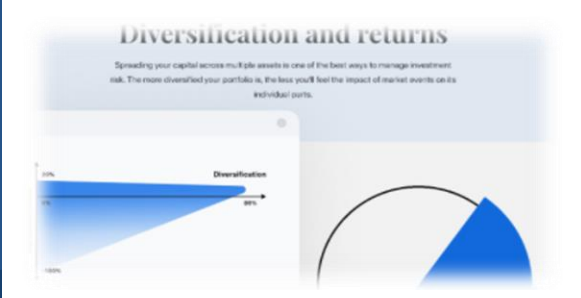 Diversification and returns
Spreading your capital across multiple assets is one of the best ways to manage investment
risk. The more diversified your portfolio is, the less you'll feel the impact of market events on its
individual parts.
Diversification
80%
-100%